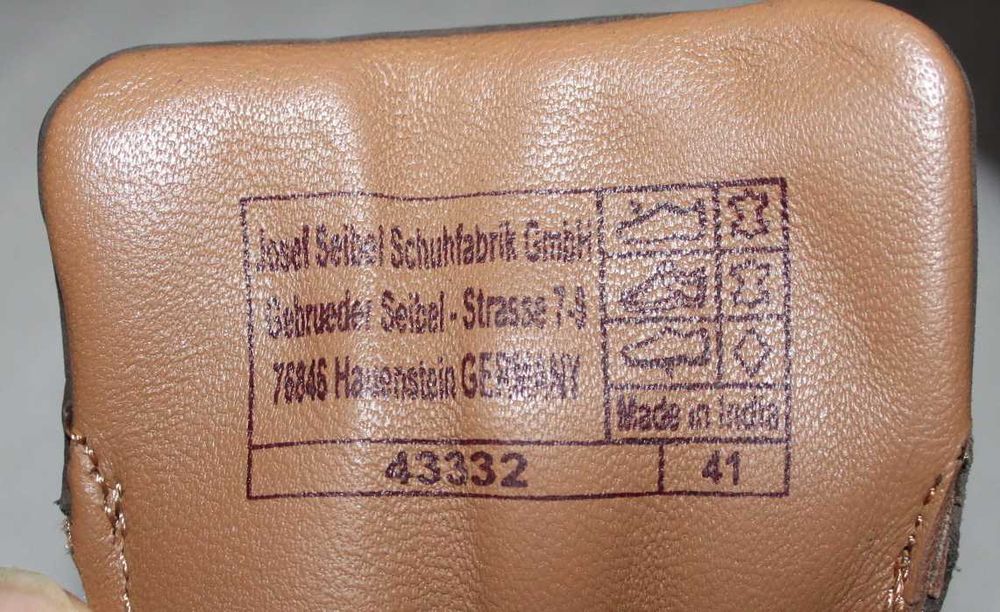 Josef Seibel Schuhfabrik GmbH
Gebrueder Seibel - Strasse 7-9
76846 Hauenstein GERMANY
Made in India
43332
41